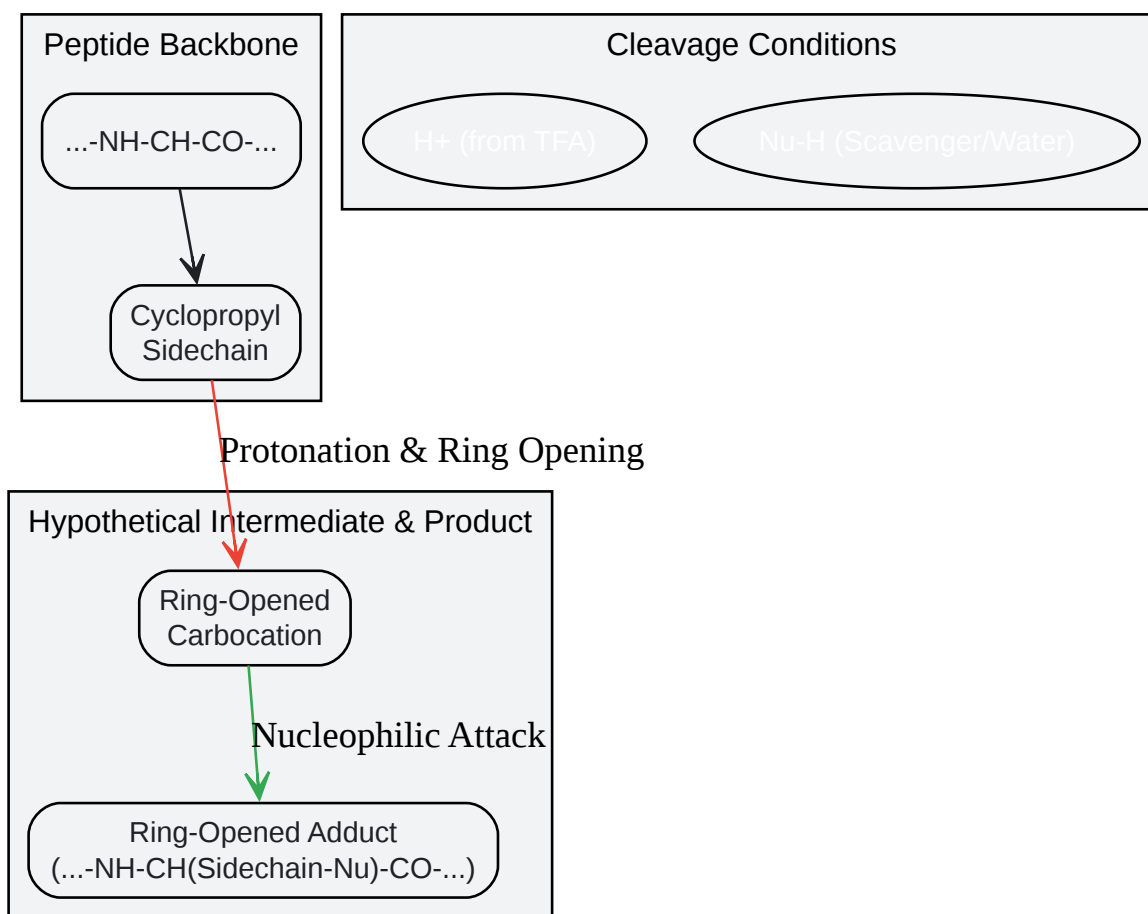 Peptide Backbone
Cleavage Conditions
...-NH-CH-CO-...
H+ (from TFA)
Nu-H (Scavenger/Water)
Cyclopropyl
Sidechain
Protonation & Ring Opening
Hypothetical Intermediate & Product
Ring-Opened
Carbocation
Nucleophilic Attack
Ring-Opened Adduct
(...-NH-CH(Sidechain-Nu)-CO-...)